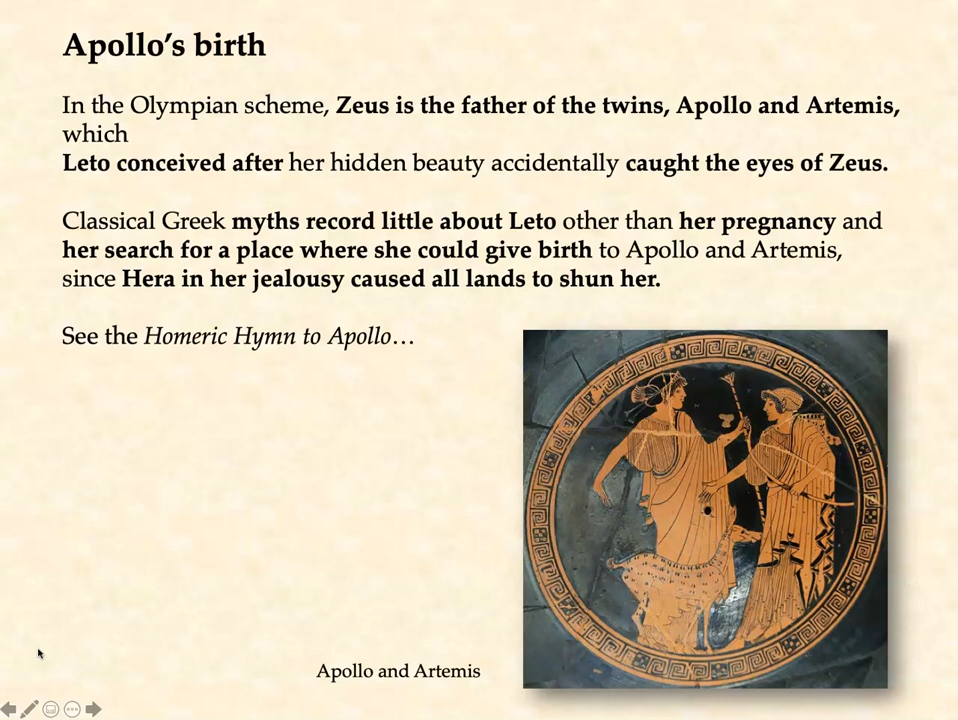 Apollo’s birth
In the Olympian scheme, Zeus is the father of the twins, Apollo and Artemis,
which
Leto conceived after her hidden beauty accidentally caught the eyes of Zeus.
Classical Greek myths record little about Leto other than her pregnancy and
her search for a place where she could give birth to Apollo and Artemis,
since Hera in her jealousy caused all lands to shun her.
See the Homeric Hymn to Apollo…
Apollo and Artemis